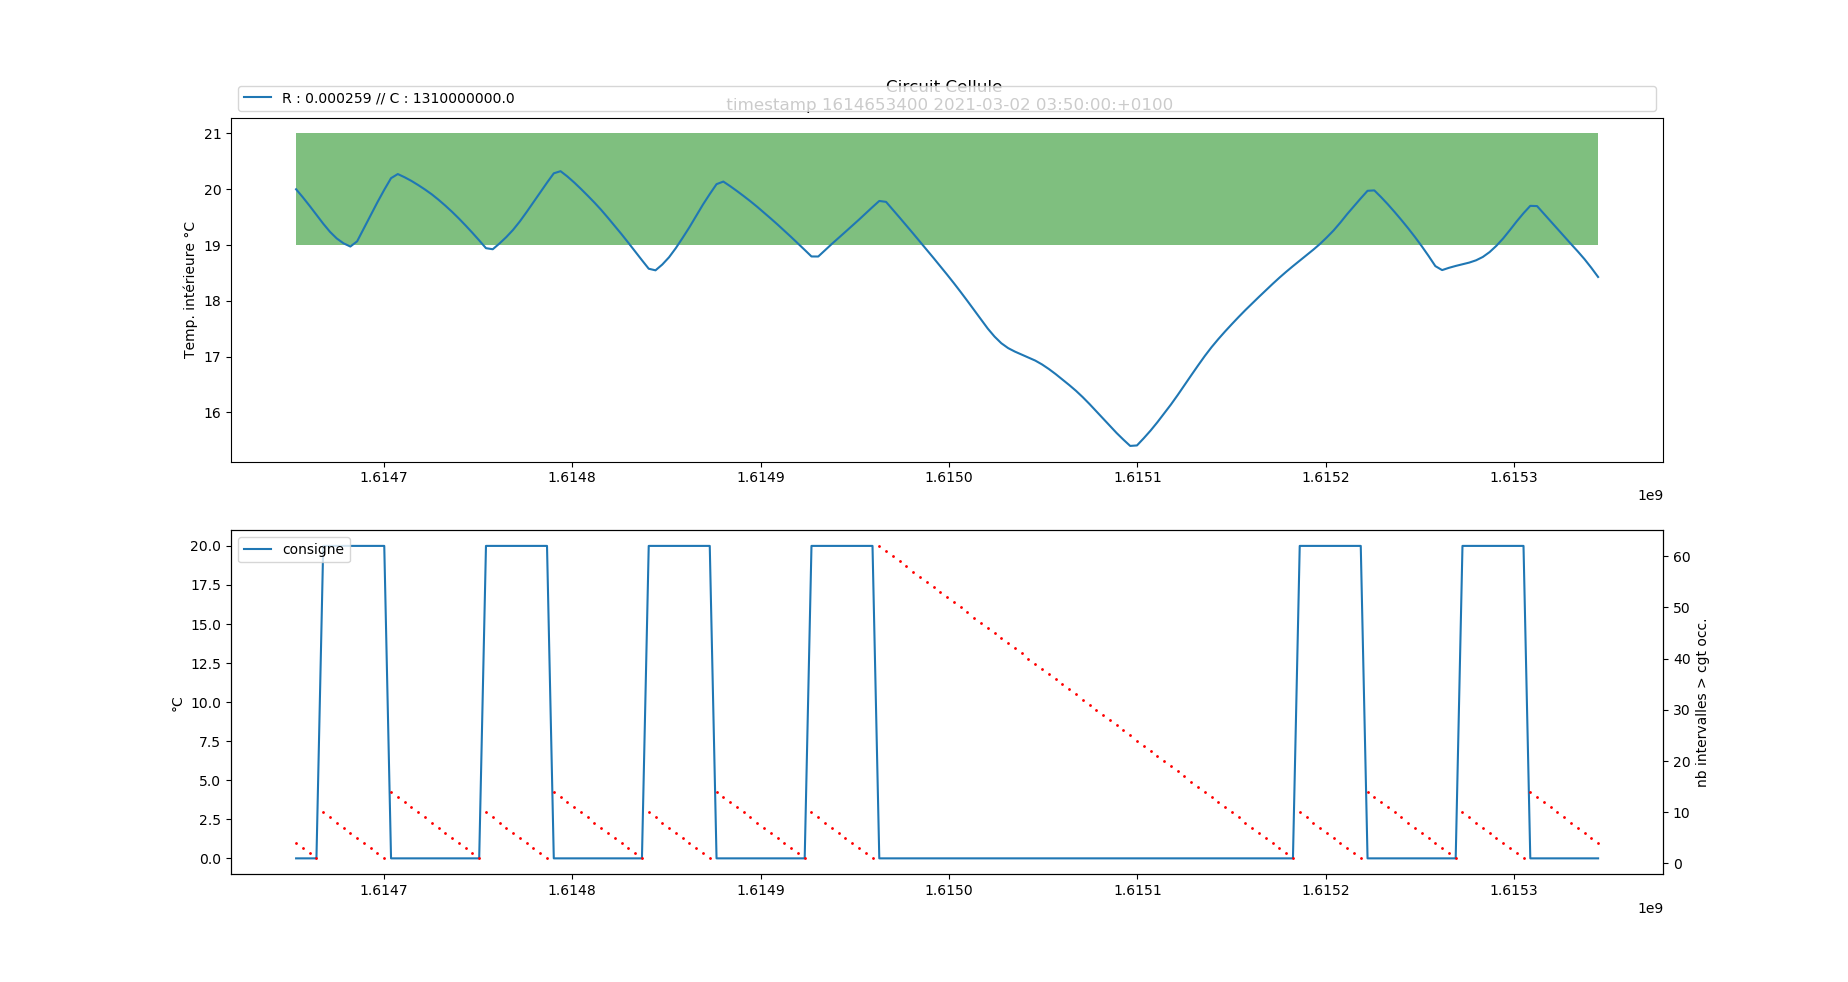 Circuit Cellule
timestamp 1614653400 2021-03-02 03:50:00:+0100
R : 0.000259 // C : 1310000000.0
Temp. intérieure °C
21
20
19
18
17
16
1.6147 1.6148 1.6149 1.6150 1.6151 1.6152 1.6153
1e9
consigne
°C
20.0
17.5
15.0
12.5
10.0
7.5
5.0
2.5
0.0
60
50
40
30
20
10
0
nb intervalles > cgt occ.
1.6147 1.6148 1.6149 1.6150 1.6151 1.6152 1.6153
1e9